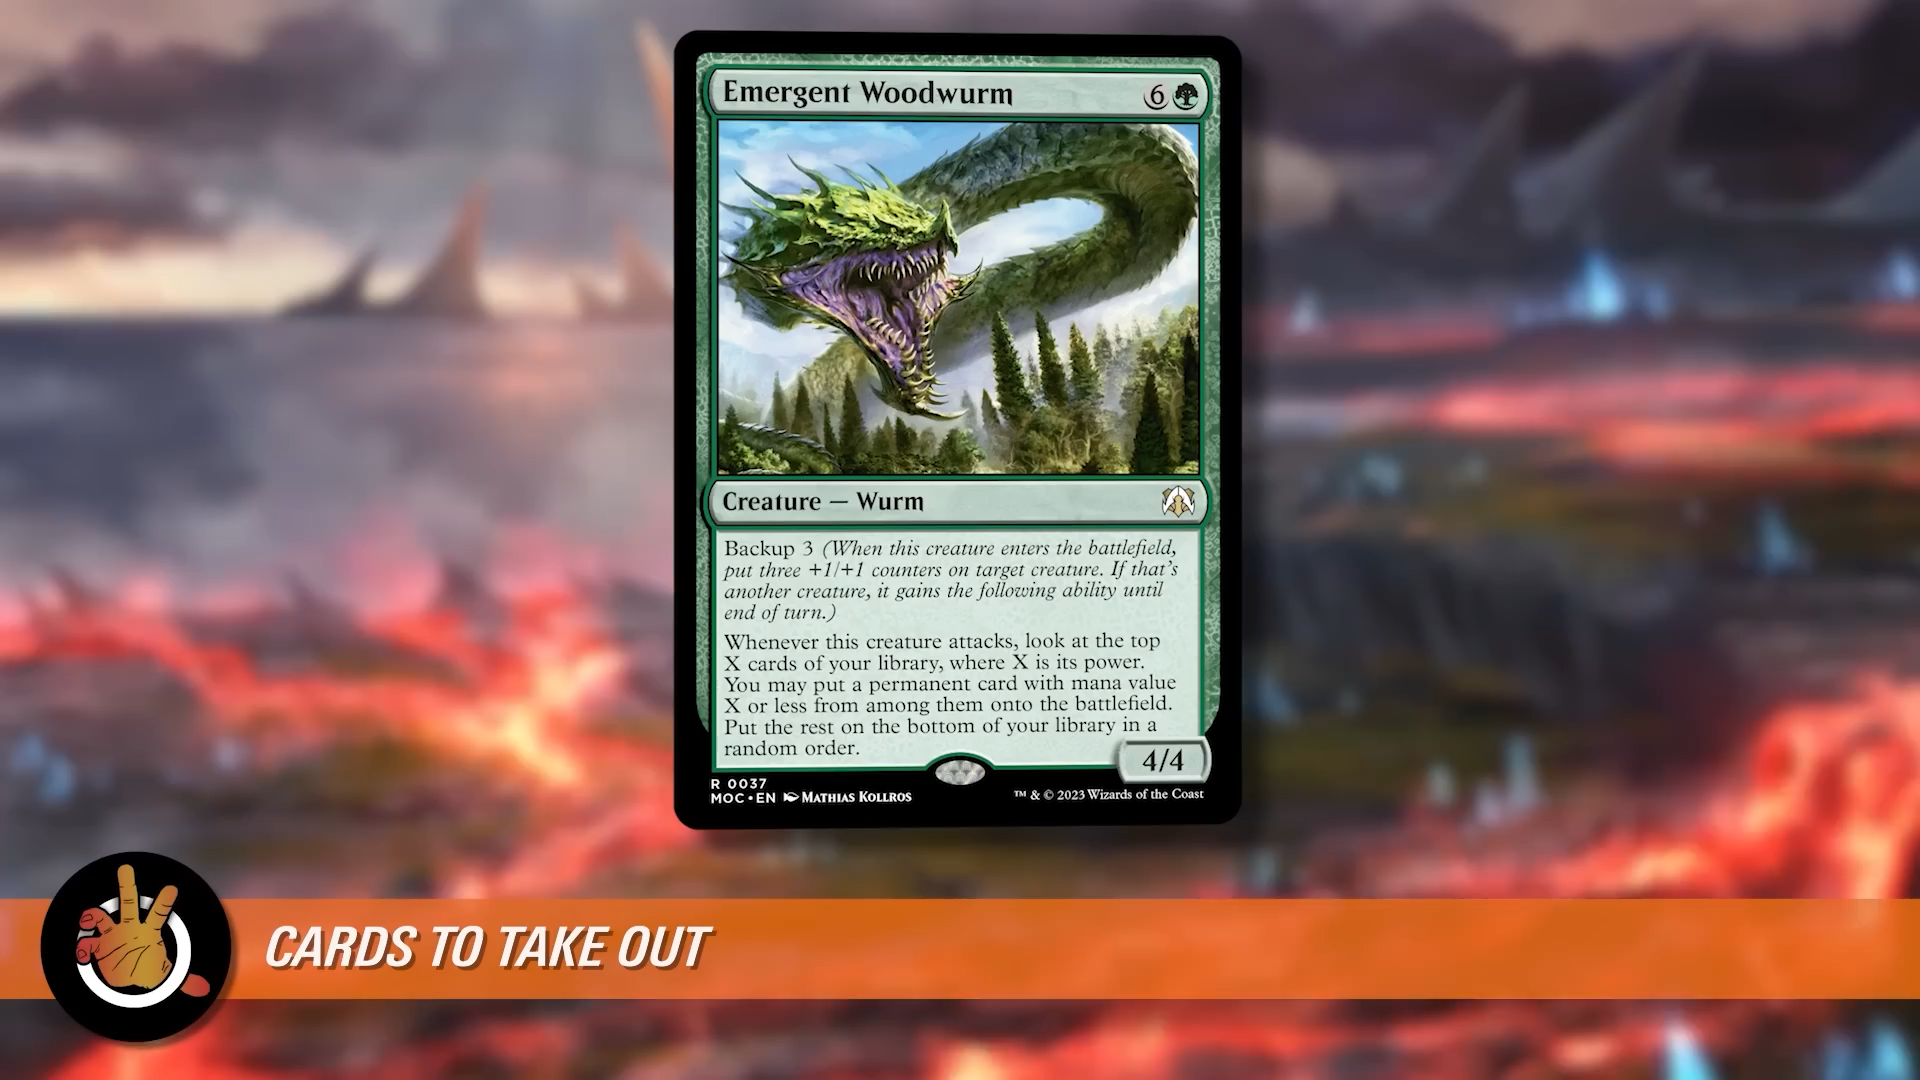 Emergent Woodwurm 6
Creature — Wurm
Backup 3 (When this creature enters the battlefield,
put three +1/+1 counters on target creature. If that's
another creature, it gains the following ability until
end of turn.)
Whenever this creature attacks, look at the top
X cards of your library, where X is its power.
You may put a permanent card with mana value
X or less from among them onto the battlefield.
Put the rest on the bottom of your library in a
random order.
4/4
R 0037
MOC • EN Mathias Kollros
™ & © 2023 Wizards of the Coast
CARDS TO TAKE OUT